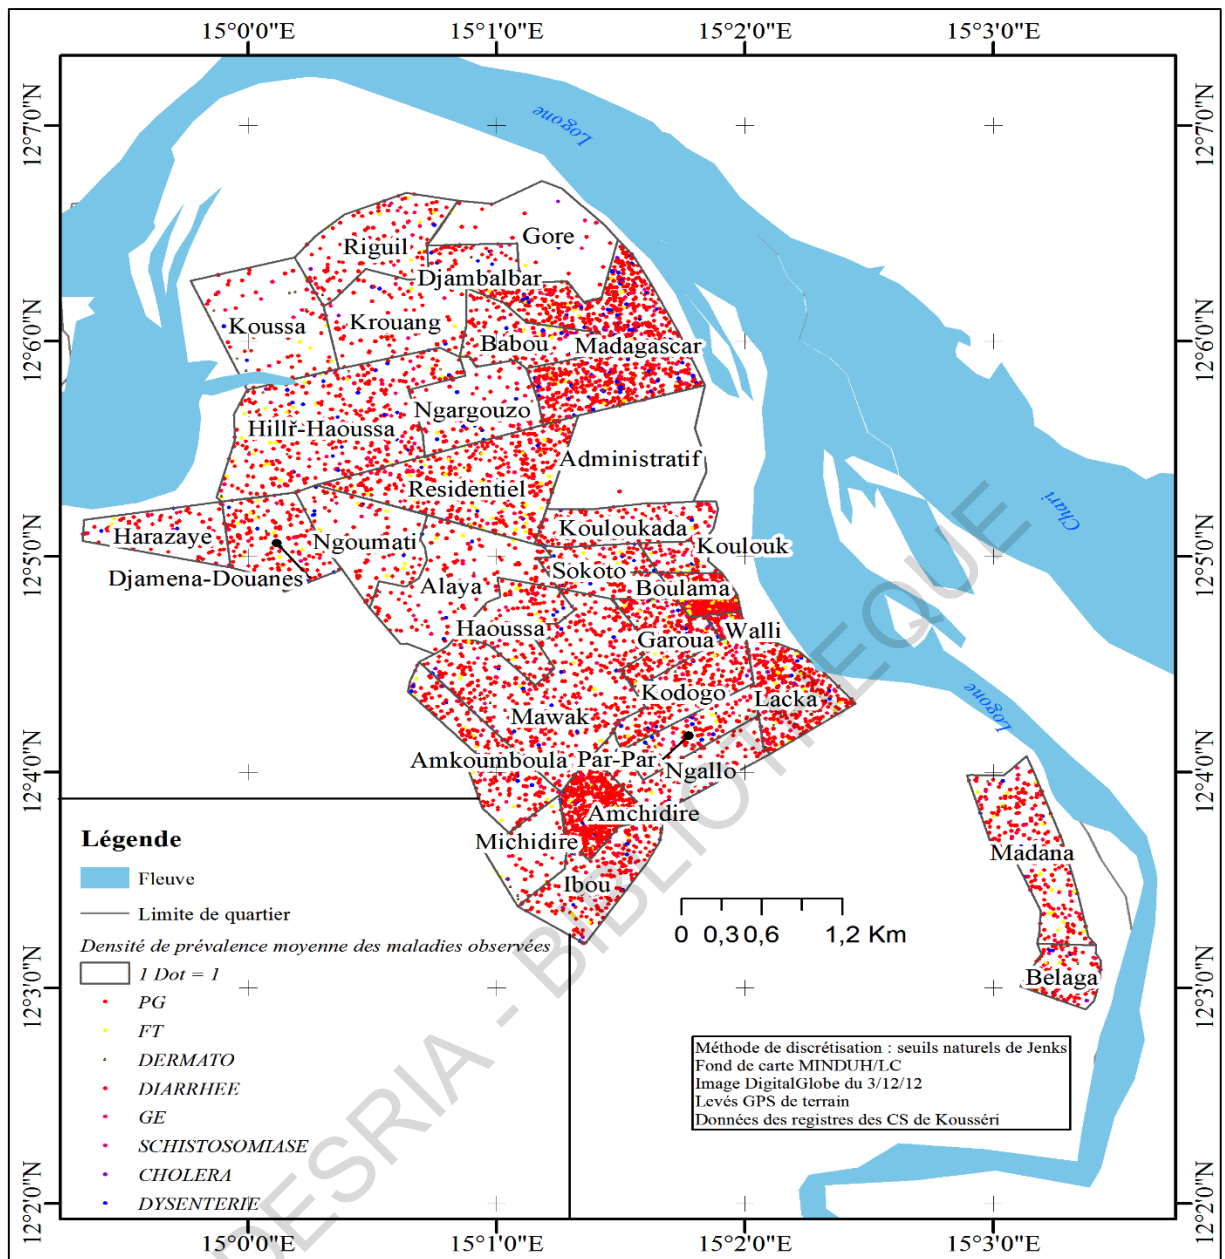 15°0'0"E 15°1'0"E 15°2'0"E 15°3'0"E
12°7'0"N 12°7'0"N
Logone
Gore
Riguil
Djambalbar
Koussa
Krouang
12°6'0"N 12°6'0"N
Babou
Madagascar
Ngargouzo
Hillř-Haoussa
Administratif
Residentiel
Chari
Kouloukada
Harazaye
Ngoumati
Koulouk
12°5'0"N 12°5'0"N
Sokoto
Djamena-Douanes
Alaya
Boulama
Haoussa
Walli
Garoua
Kodogo
Lacka
Logone
Mawak
Amkoumboula
Par-Par
Ngallo
12°4'0"N 12°4'0"N
Amchidire
Michidire
Madana
Ibou
Belaga
12°3'0"N 12°3'0"N
12°2'0"N 12°2'0"N
0 0,3 0,6 1,2 Km
Légende
Fleuve
Limite de quartier
Densité de prévalence moyenne des maladies observées
1 Dot = 1
PG
FT
DERMATO
DIARRHEE
GE
SCHISTOSOMIASE
CHOLERA
DYSENTERIE
Méthode de discrétisation : seuils naturels de Jenks
Fond de carte MINDUH/LC
Image DigitalGlobe du 3/12/12
Levés GPS de terrain
Données des registres des CS de Kousséri
DESRIA - BIBLIOTHEQUE
15°0'0"E 15°1'0"E 15°2'0"E 15°3'0"E